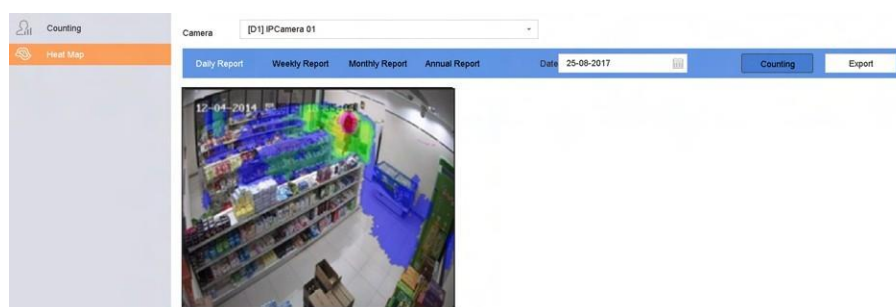 Counting
Heat Map
Camera [D1] IPCamera 01
Daily Report Weekly Report Monthly Report Annual Report Date 25-08-2017 Counting Export
12-04-2014